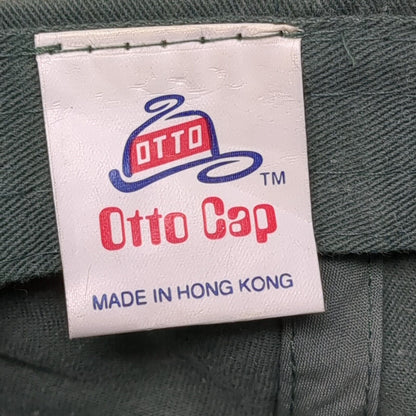 OTTO
TM
Otto Cap
MADE IN HONG KONG